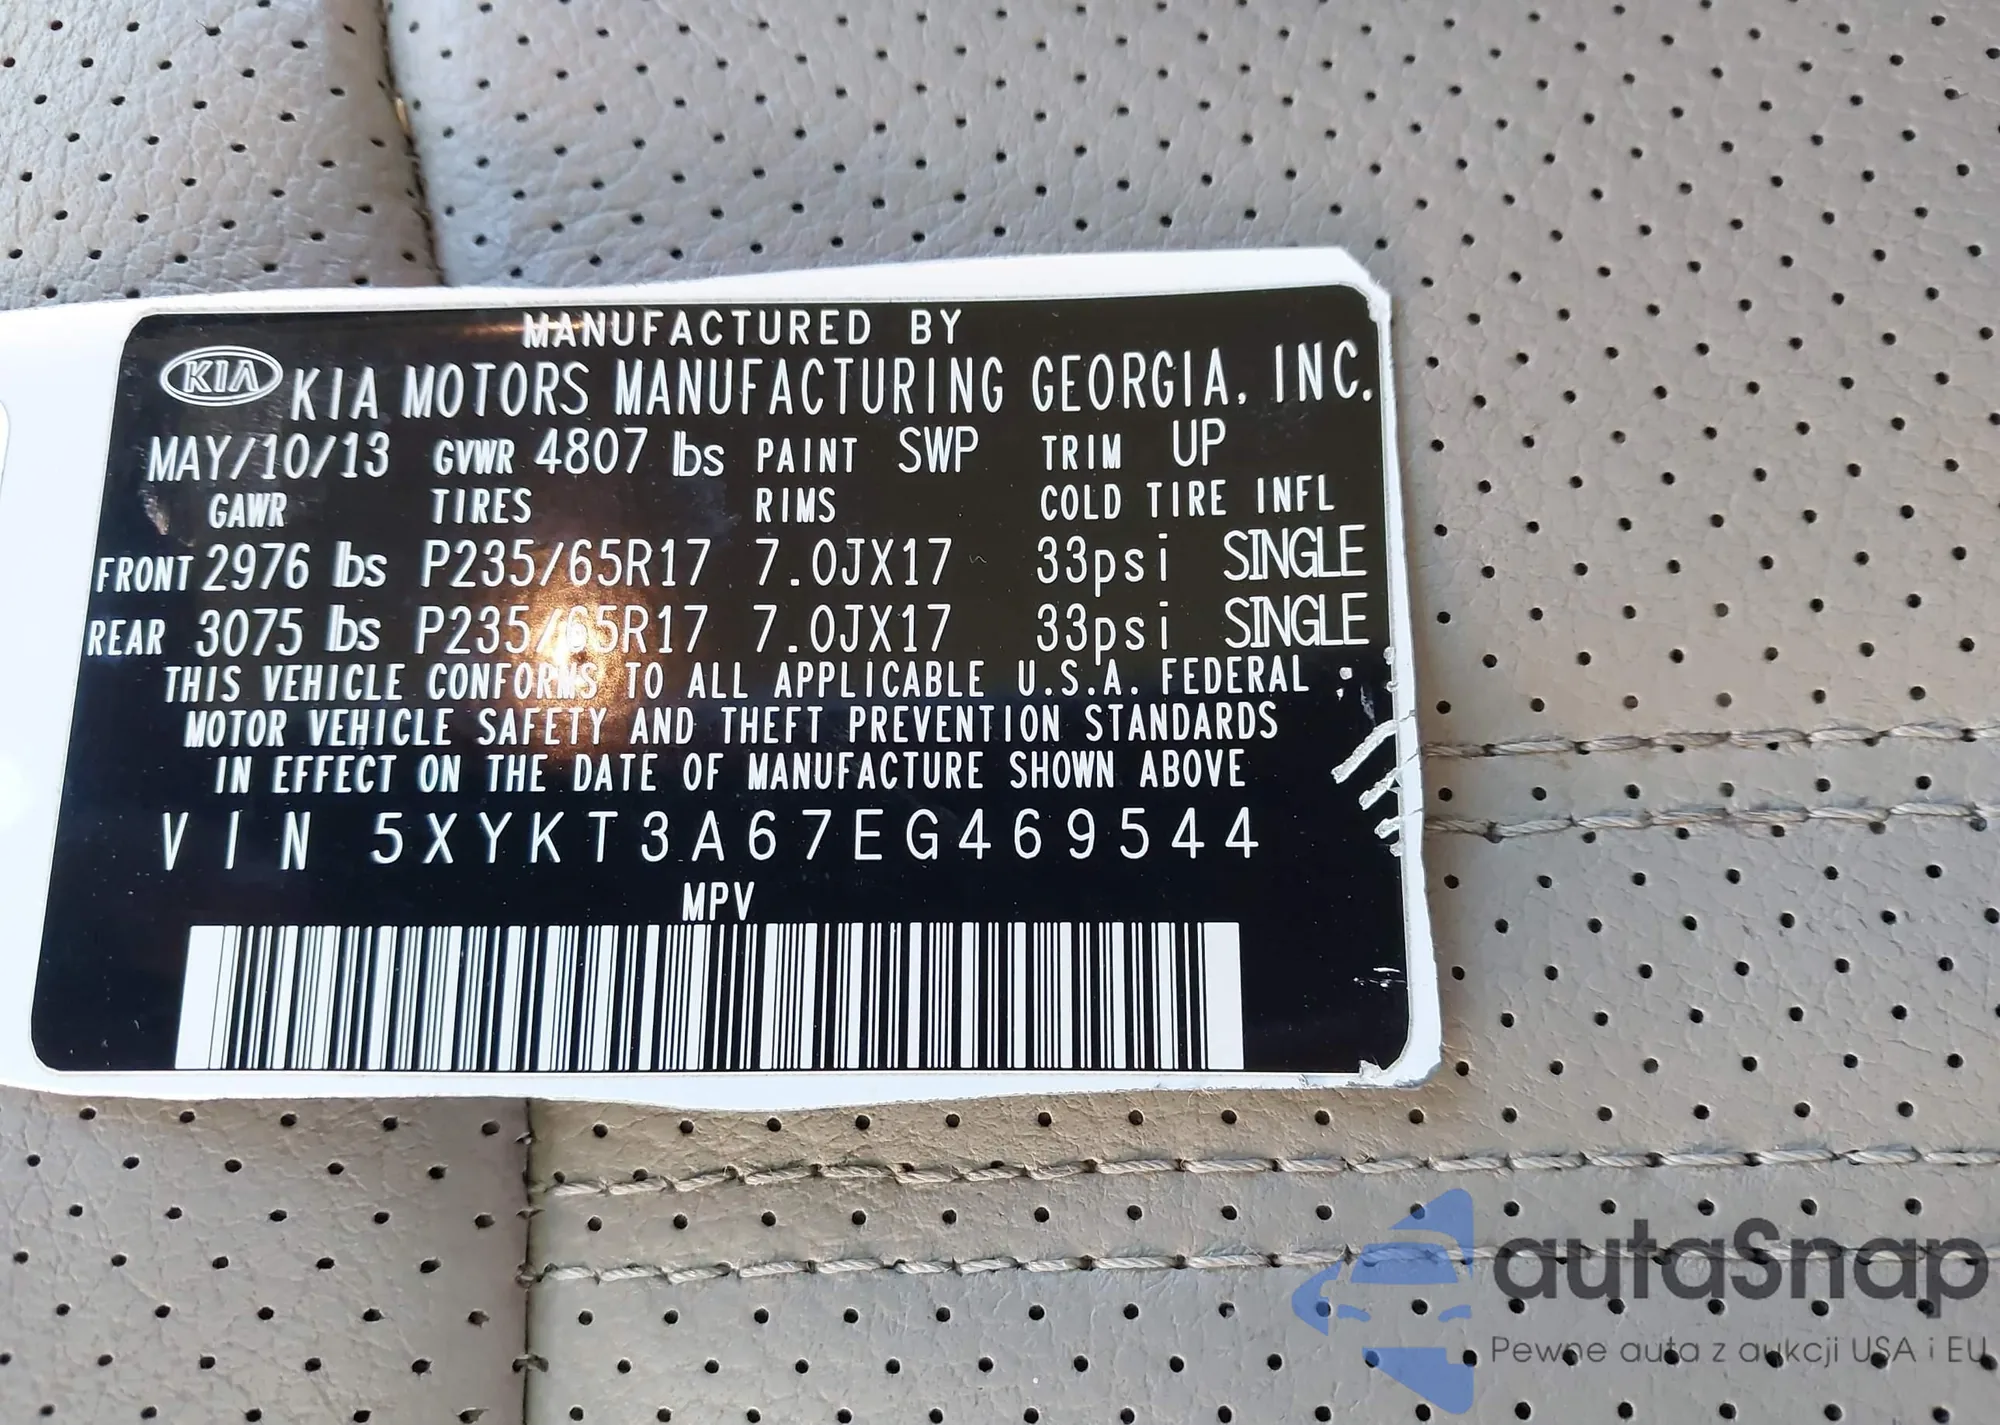 MANUFACTURED BY
KIA KIA MOTORS MANUFACTURING GEORGIA, INC.
MAY/10/13 GVWR 4807 lbs PAINT SWP TRIM UP
GAWR TIRES RIMS COLD TIRE INFL
FRONT 2976 lbs P235/65R17 7.0JX17 33psi SINGLE
REAR 3075 lbs P235/65R17 7.0JX17 33psi SINGLE
THIS VEHICLE CONFORMS TO ALL APPLICABLE U.S.A. FEDERAL
MOTOR VEHICLE SAFETY AND THEFT PREVENTION STANDARDS
IN EFFECT ON THE DATE OF MANUFACTURE SHOWN ABOVE
VIN 5XYKT3A67EG469544
MPV
autaSnap
Pewne auta z aukcji USA i EU